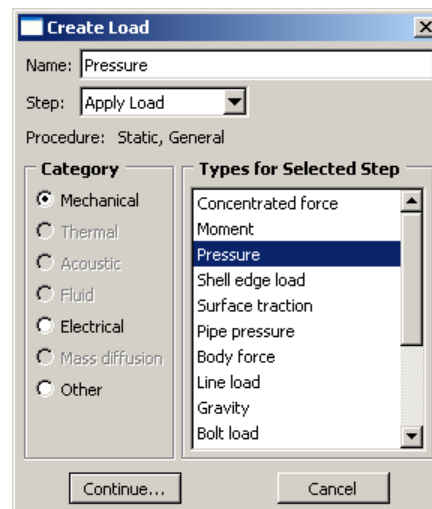 Create Load
Name: Pressure
Step: Apply Load
Procedure: Static, General
Category
Mechanical
Thermal
Acoustic
Fluid
Electrical
Mass diffusion
Other
Types for Selected Step
Concentrated force
Moment
Pressure
Shell edge load
Surface traction
Pipe pressure
Body force
Line load
Gravity
Bolt load
Continue...
Cancel